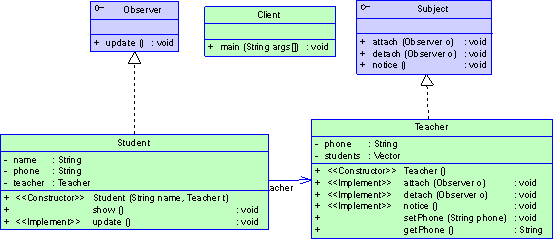 Observer
+ update () : void
Client
+ main (String args[]) : void
Subject
+ attach (Observer o) : void
+ detach (Observer o) : void
+ notice () : void
Student
- name : String
- phone : String
- teacher : Teacher
+ <<Constructor>> Student (String name, Teacher t)
+ show () : void
+ <<Implement>> update () : void
acher
Teacher
- phone : String
- students : Vector
+ <<Constructor>> Teacher ()
+ <<Implement>> attach (Observer o) : void
+ <<Implement>> detach (Observer o) : void
+ <<Implement>> notice () : void
+ setPhone (String phone) : void
+ getPhone () : String